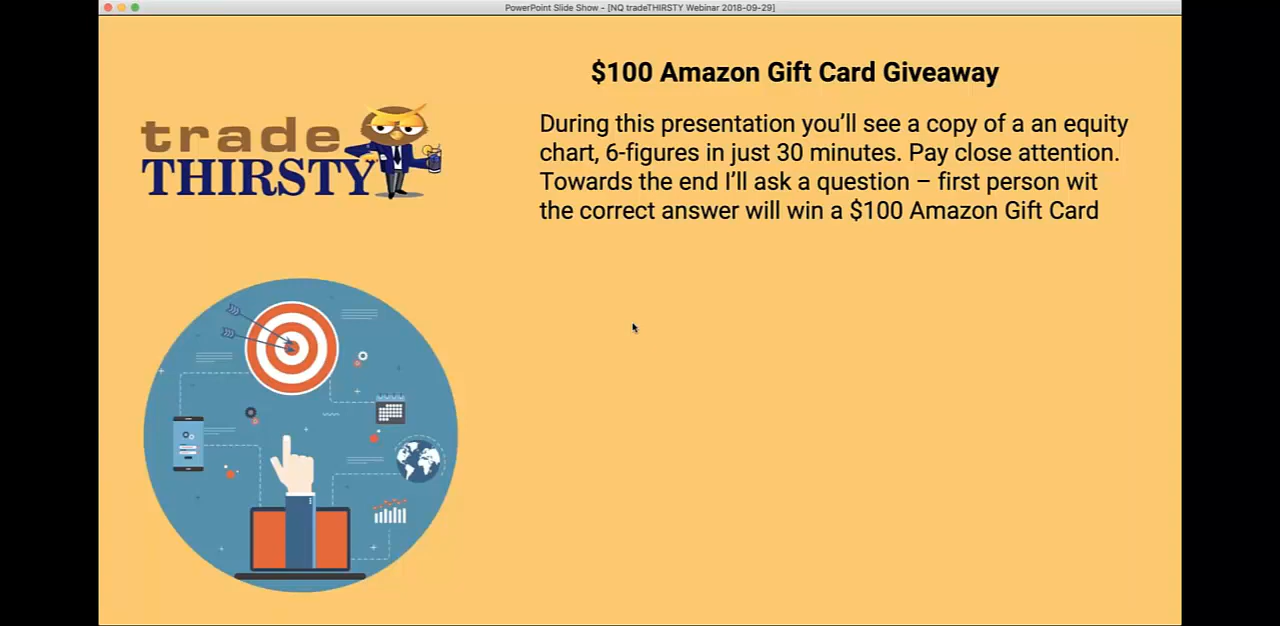 PowerPoint Slide Show - [NQ tradeTHIRSTY Webinar 2018-09-29]
$100 Amazon Gift Card Giveaway
trade
THIRSTY
During this presentation you'll see a copy of a an equity
chart, 6-figures in just 30 minutes. Pay close attention.
Towards the end I'll ask a question – first person wit
the correct answer will win a $100 Amazon Gift Card